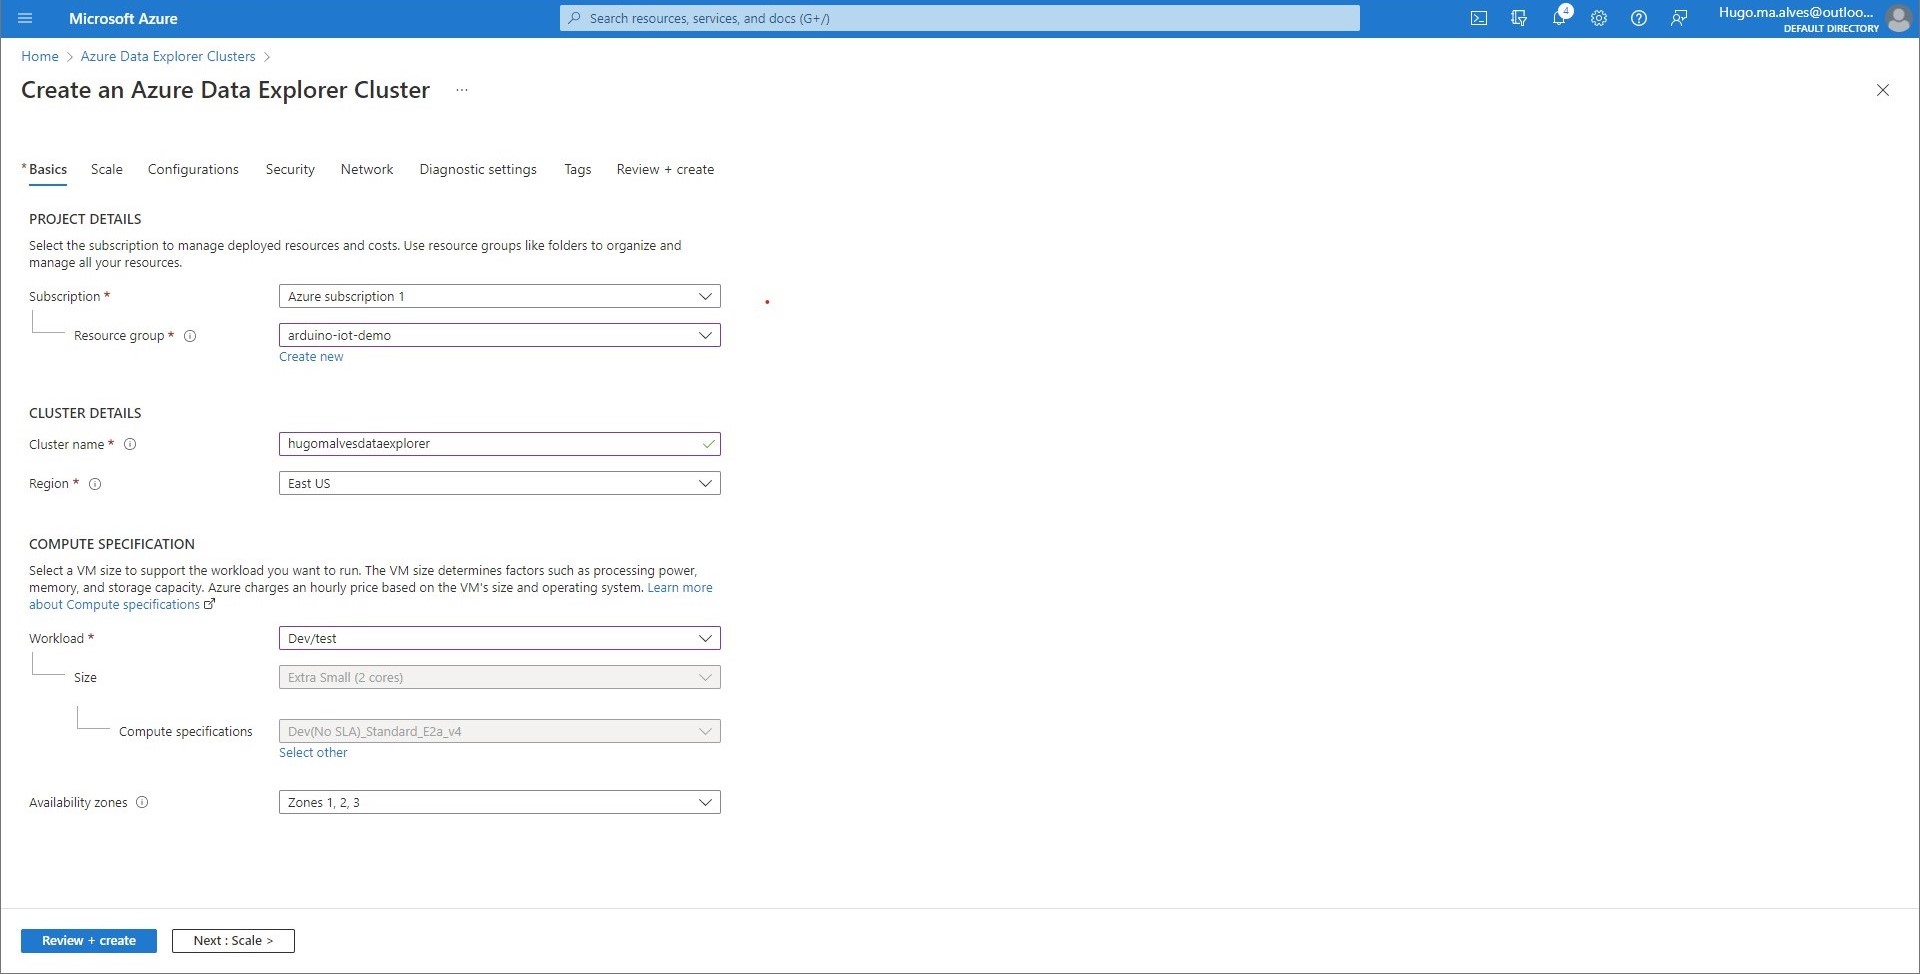 Microsoft Azure
Search resources, services, and docs (G+/)
4
Hugo.ma.alves@outloo...
DEFAULT DIRECTORY
Home > Azure Data Explorer Clusters >
Create an Azure Data Explorer Cluster ...
* Basics Scale Configurations Security Network Diagnostic settings Tags Review + create
PROJECT DETAILS
Select the subscription to manage deployed resources and costs. Use resource groups like folders to organize and
manage all your resources.
Subscription * Azure subscription 1
Resource group * arduino-iot-demo
Create new
CLUSTER DETAILS
Cluster name * hugomalvesdataexplorer
Region * East US
COMPUTE SPECIFICATION
Select a VM size to support the workload you want to run. The VM size determines factors such as processing power,
memory, and storage capacity. Azure charges an hourly price based on the VM's size and operating system. Learn more
about Compute specifications
Workload * Dev/test
Size Extra Small (2 cores)
Compute specifications Dev(No SLA)_Standard_E2a_v4
Select other
Availability zones Zones 1, 2, 3
Review + create Next : Scale >